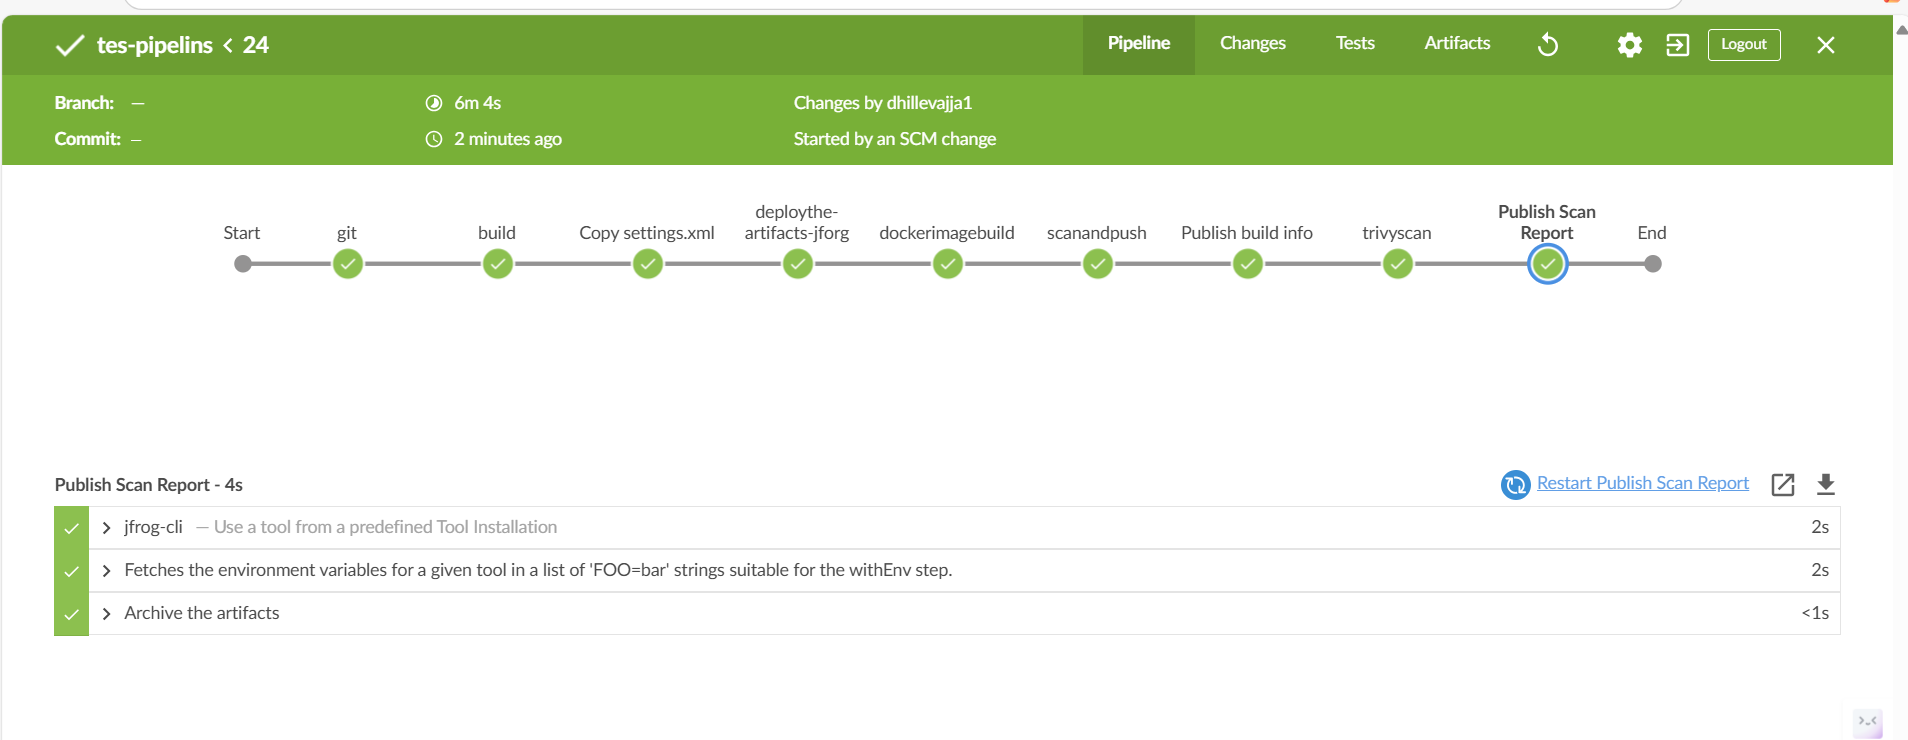 tes-pipelins < 24
Pipeline
Changes
Tests
Artifacts
Logout
Branch: —
6m 4s
Changes by dhillevajja1
Commit: —
2 minutes ago
Started by an SCM change
Start
git
build
Copy settings.xml
deploythe-
artifacts-jforg
dockerimagebuild
scanandpush
Publish build info
trivyscan
Publish Scan
Report
End
Publish Scan Report - 4s
Restart Publish Scan Report
jfrog-cli — Use a tool from a predefined Tool Installation
2s
Fetches the environment variables for a given tool in a list of 'FOO=bar' strings suitable for the withEnv step.
2s
Archive the artifacts
<1s